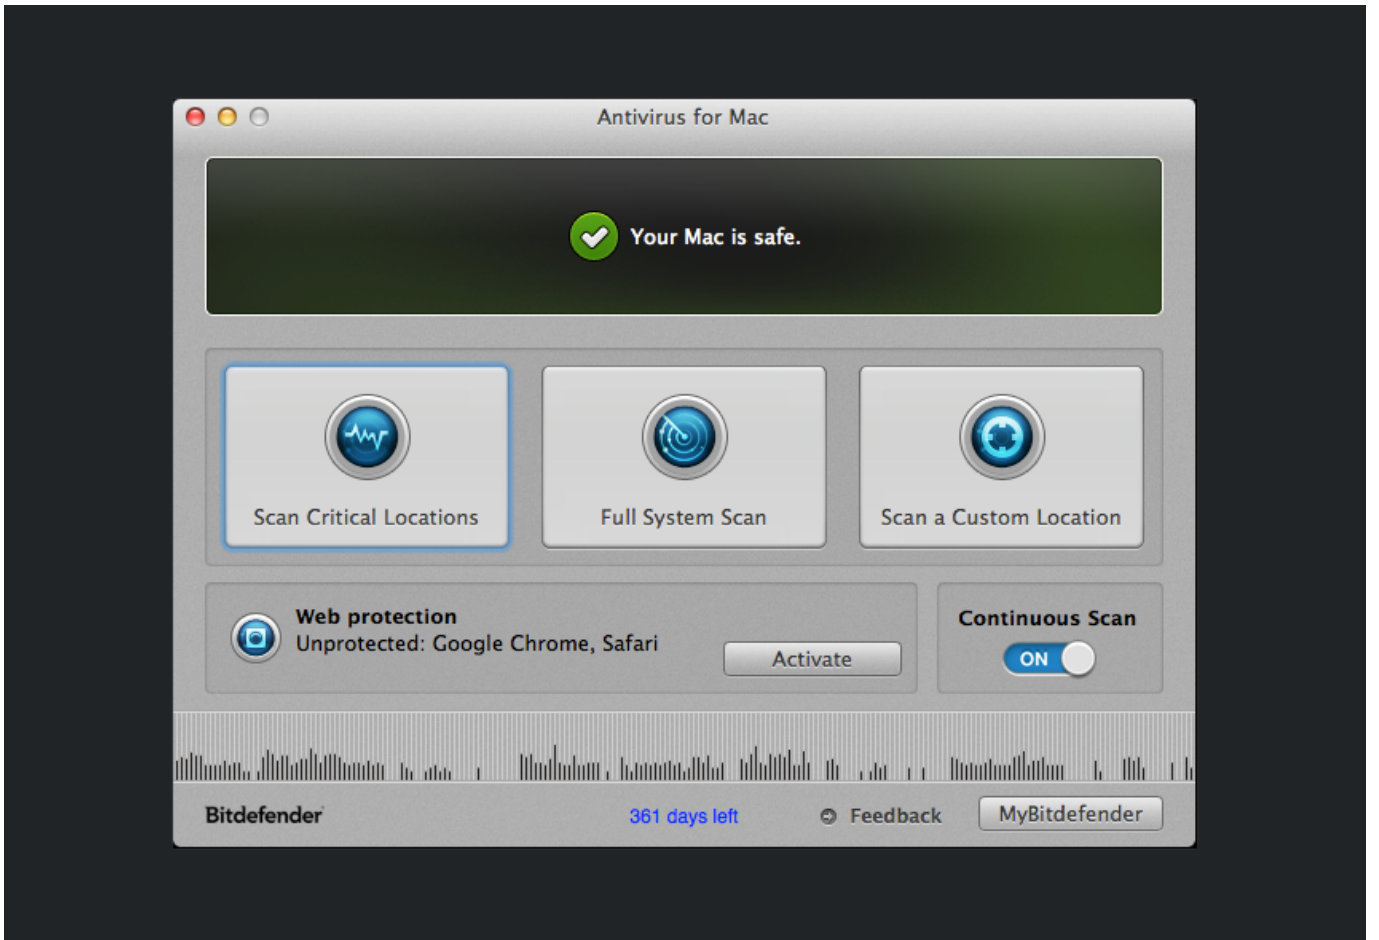 Antivirus for Mac
Your Mac is safe.
Scan Critical Locations
Full System Scan
Scan a Custom Location
Web protection
Unprotected: Google Chrome, Safari
Activate
Continuous Scan
ON
Bitdefender
361 days left
Feedback
MyBitdefender